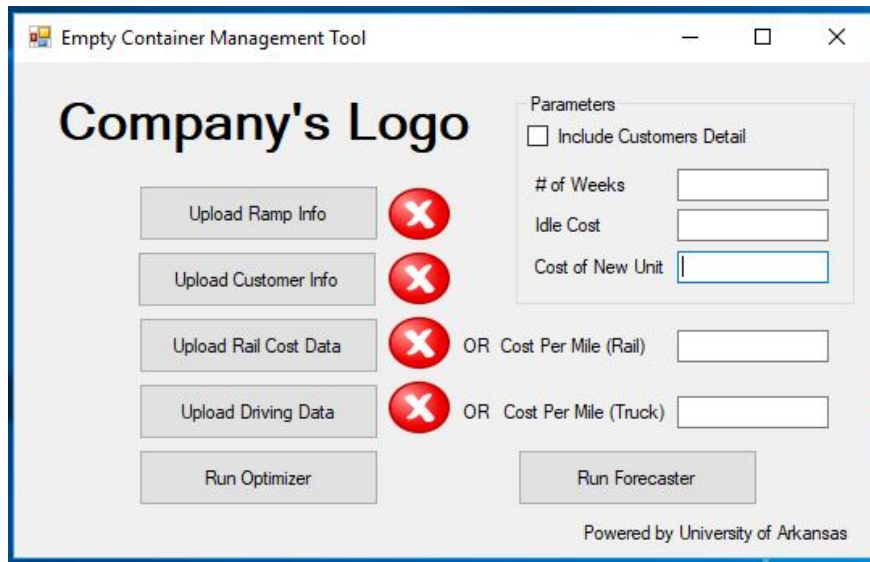 Empty Container Management Tool
Company's Logo
Parameters
Include Customers Detail
# of Weeks
Idle Cost
Cost of New Unit
Upload Ramp Info
Upload Customer Info
Upload Rail Cost Data
OR Cost Per Mile (Rail)
Upload Driving Data
OR Cost Per Mile (Truck)
Run Optimizer
Run Forecaster
Powered by University of Arkansas